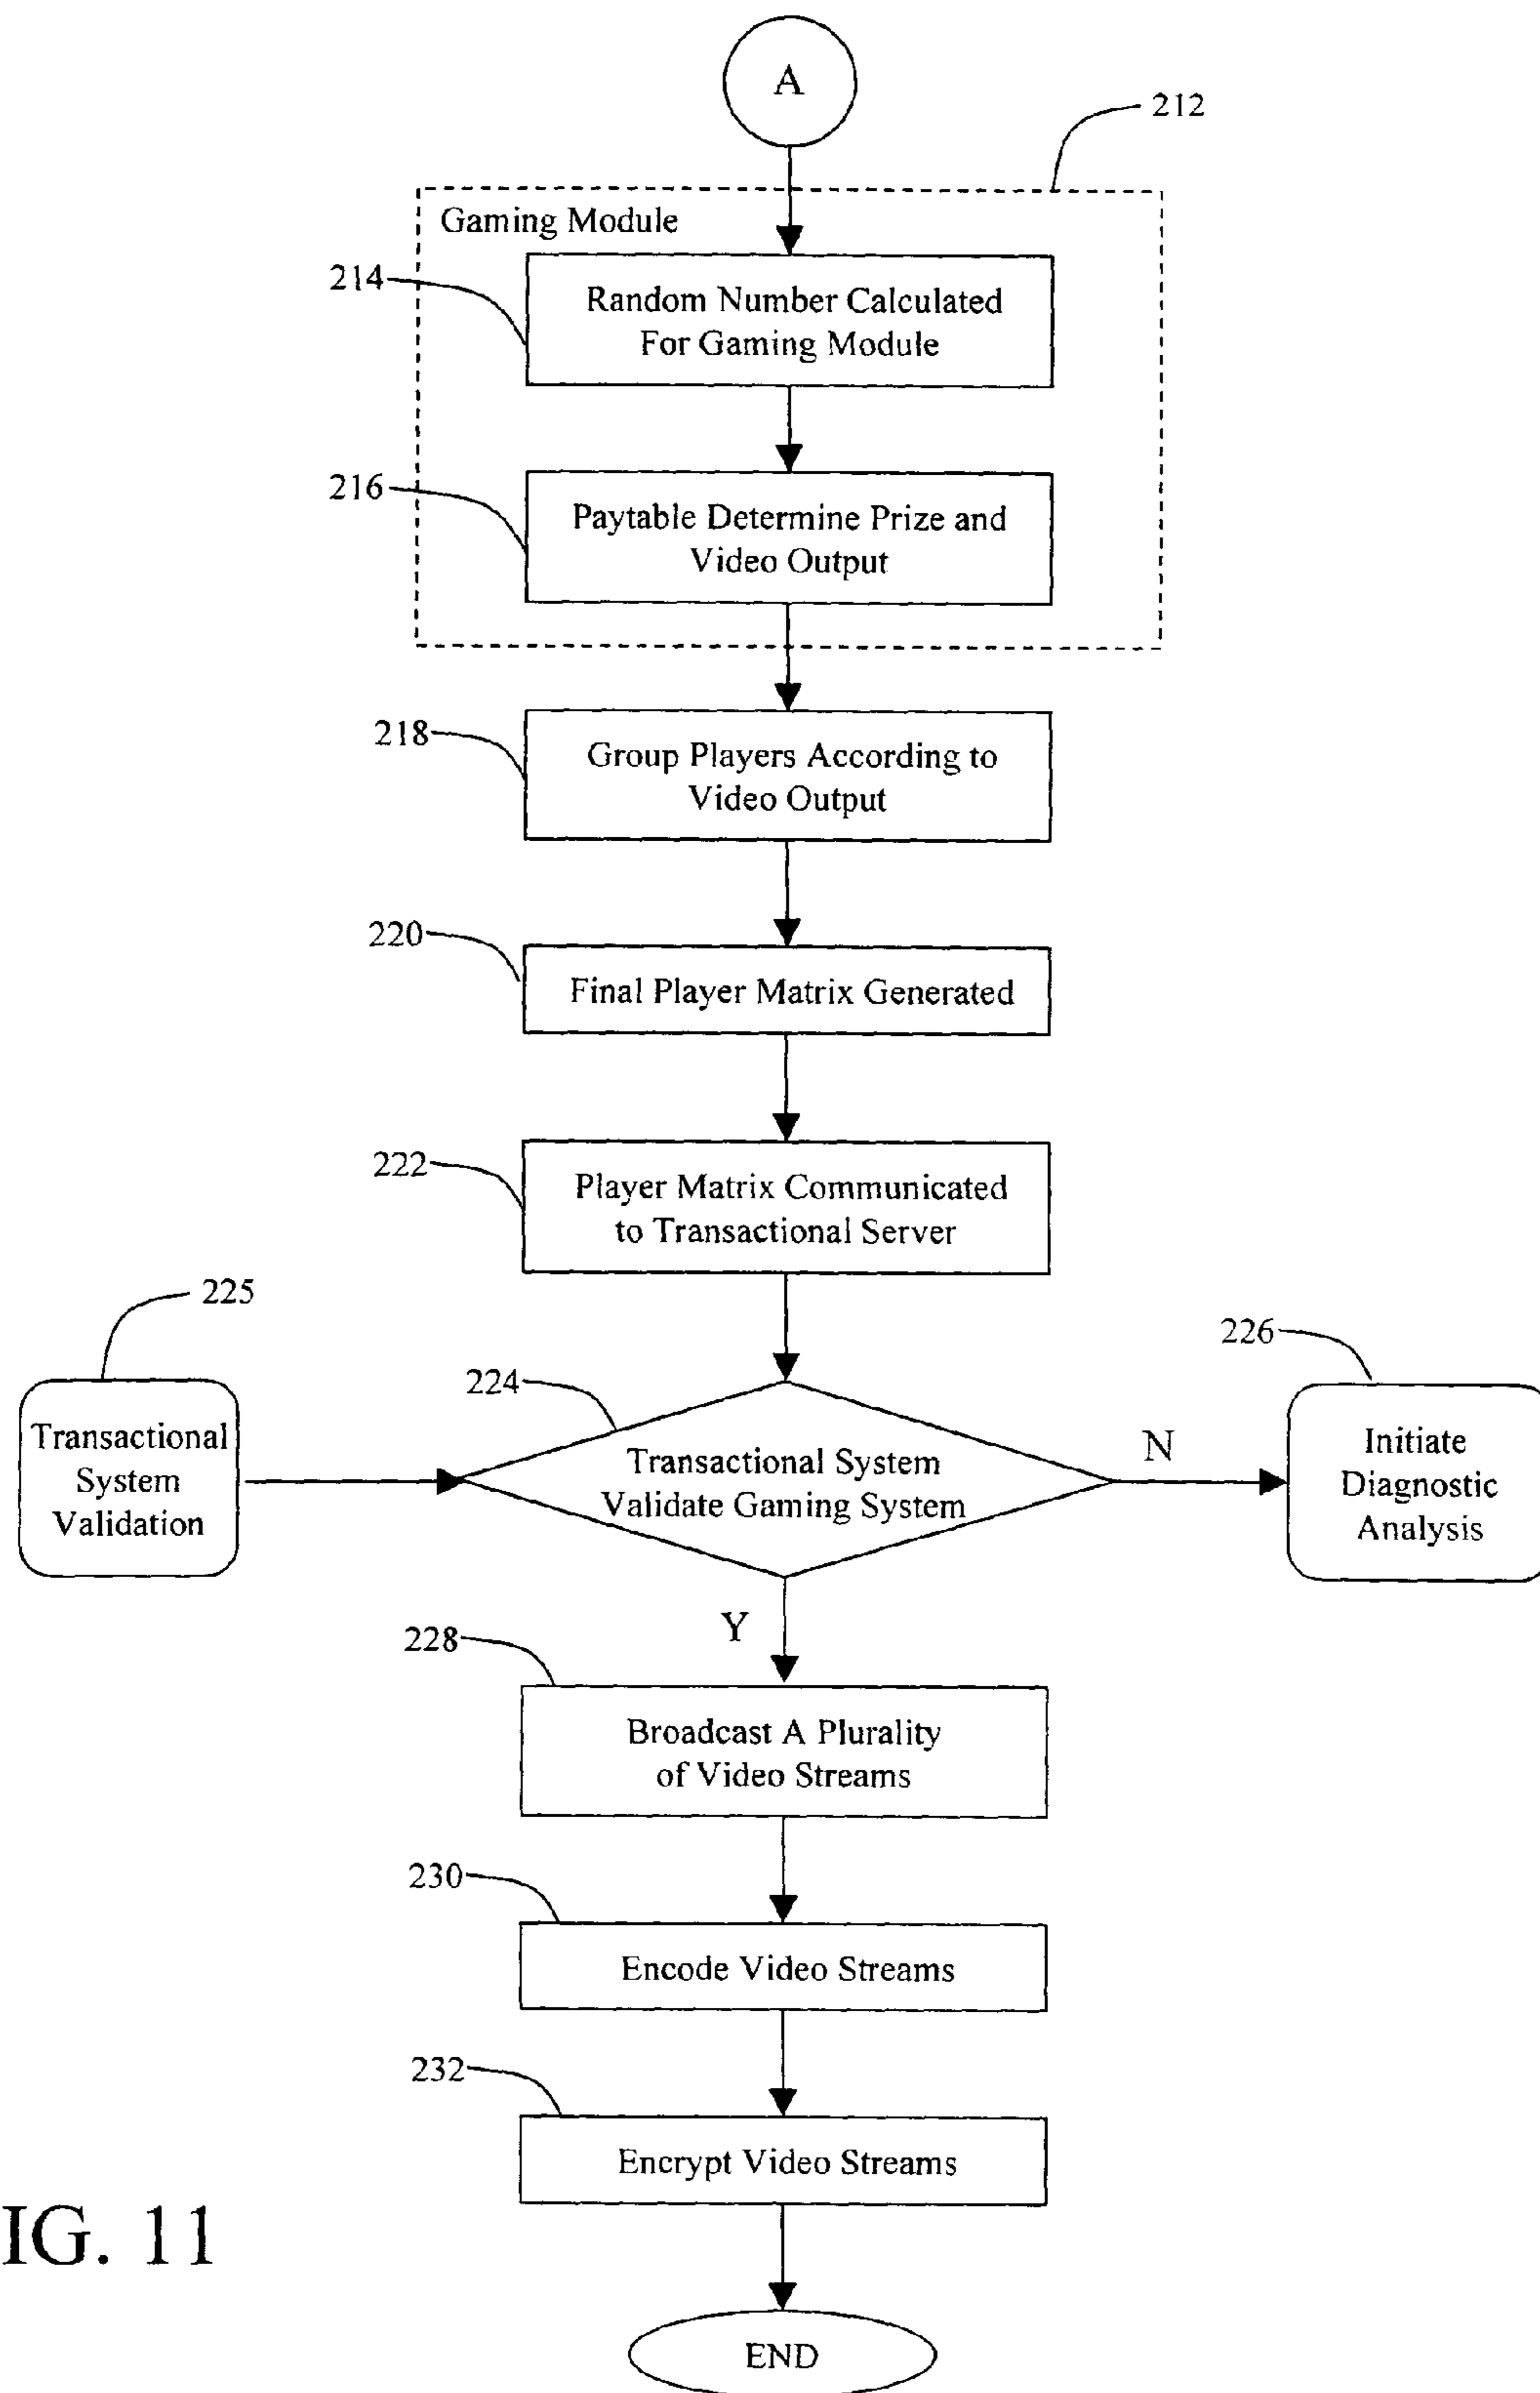 A
212
Gaming Module
214
Random Number Calculated
For Gaming Module
216
Paytable Determine Prize and
Video Output
218
Group Players According to
Video Output
220
Final Player Matrix Generated
222
Player Matrix Communicated
to Transactional Server
225
Transactional
System
Validation
224
Transactional System
Validate Gaming System
N
226
Initiate
Diagnostic
Analysis
Y
228
Broadcast A Plurality
of Video Streams
230
Encode Video Streams
232
Encrypt Video Streams
IG. 11
END